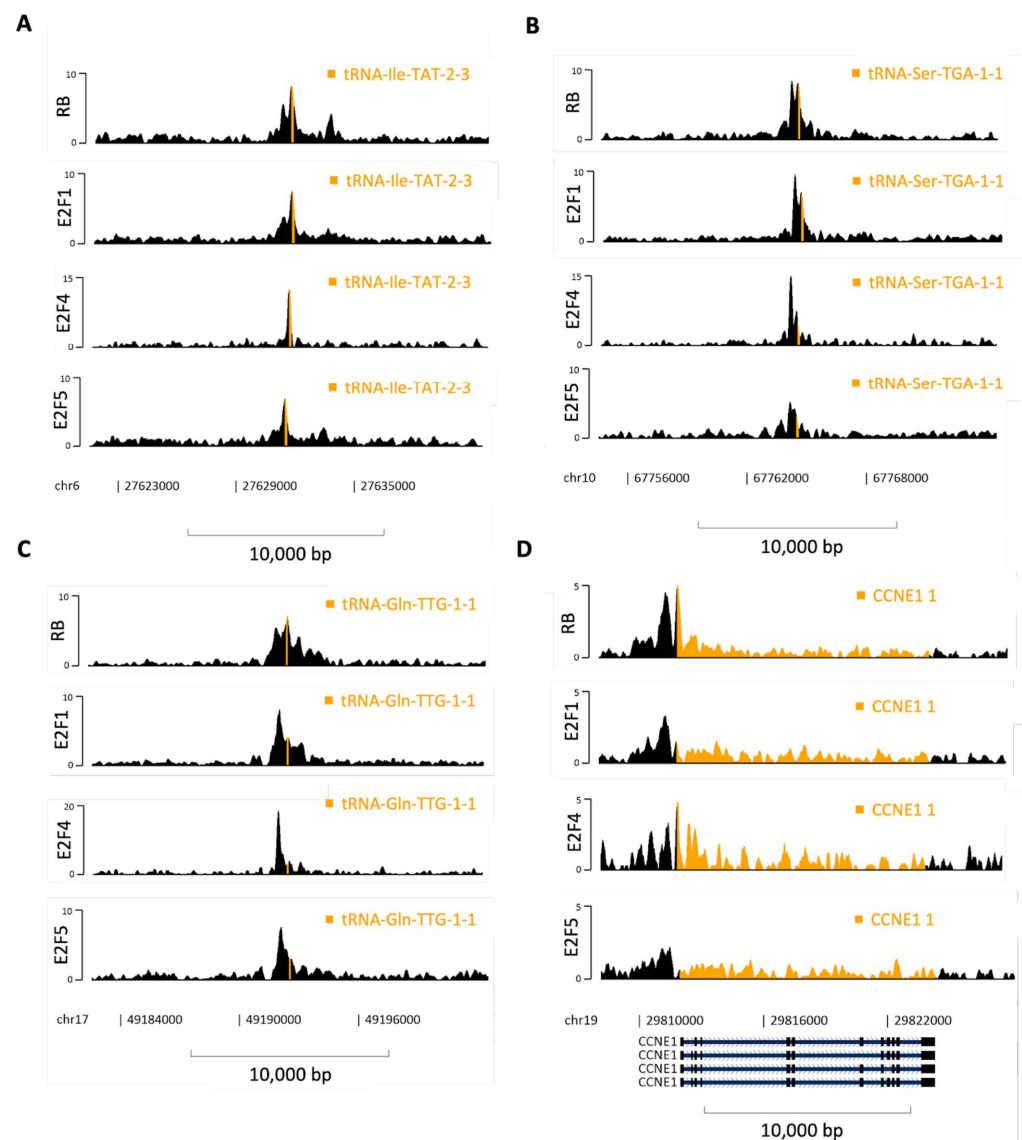 A
RB
10
0
tRNA-Ile-TAT-2-3
E2F1
10
0
tRNA-Ile-TAT-2-3
E2F4
15
0
tRNA-Ile-TAT-2-3
E2F5
10
0
tRNA-Ile-TAT-2-3
chr6 | 27623000 | 27629000 | 27635000
10,000 bp
B
RB
10
0
tRNA-Ser-TGA-1-1
E2F1
10
0
tRNA-Ser-TGA-1-1
E2F4
15
0
tRNA-Ser-TGA-1-1
E2F5
10
0
tRNA-Ser-TGA-1-1
chr10 | 67756000 | 67762000 | 67768000
10,000 bp
C
RB
10
0
tRNA-Gln-TTG-1-1
E2F1
10
0
tRNA-Gln-TTG-1-1
E2F4
20
0
tRNA-Gln-TTG-1-1
E2F5
10
0
tRNA-Gln-TTG-1-1
chr17 | 49184000 | 49190000 | 49196000
10,000 bp
D
RB
5
0
CCNE1 1
E2F1
5
0
CCNE1 1
E2F4
5
0
CCNE1 1
E2F5
5
0
CCNE1 1
chr19 | 29810000 | 29816000 | 29822000
CCNE1
CCNE1
CCNE1
CCNE1
10,000 bp